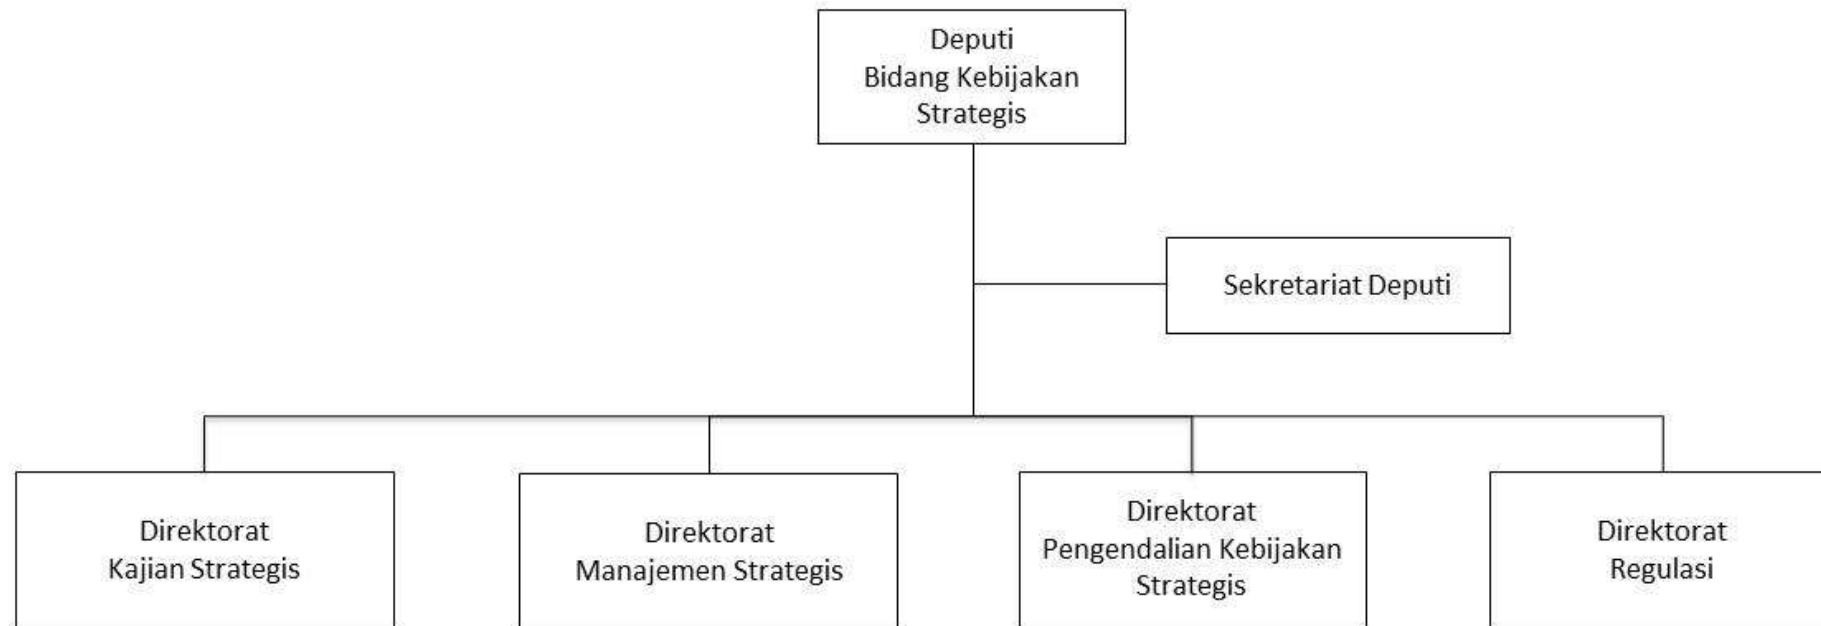 Deputi
Bidang Kebijakan
Strategis
Sekretariat Deputi
Direktorat
Kajian Strategis
Direktorat
Manajemen Strategis
Direktorat
Pengendalian Kebijakan
Strategis
Direktorat
Regulasi